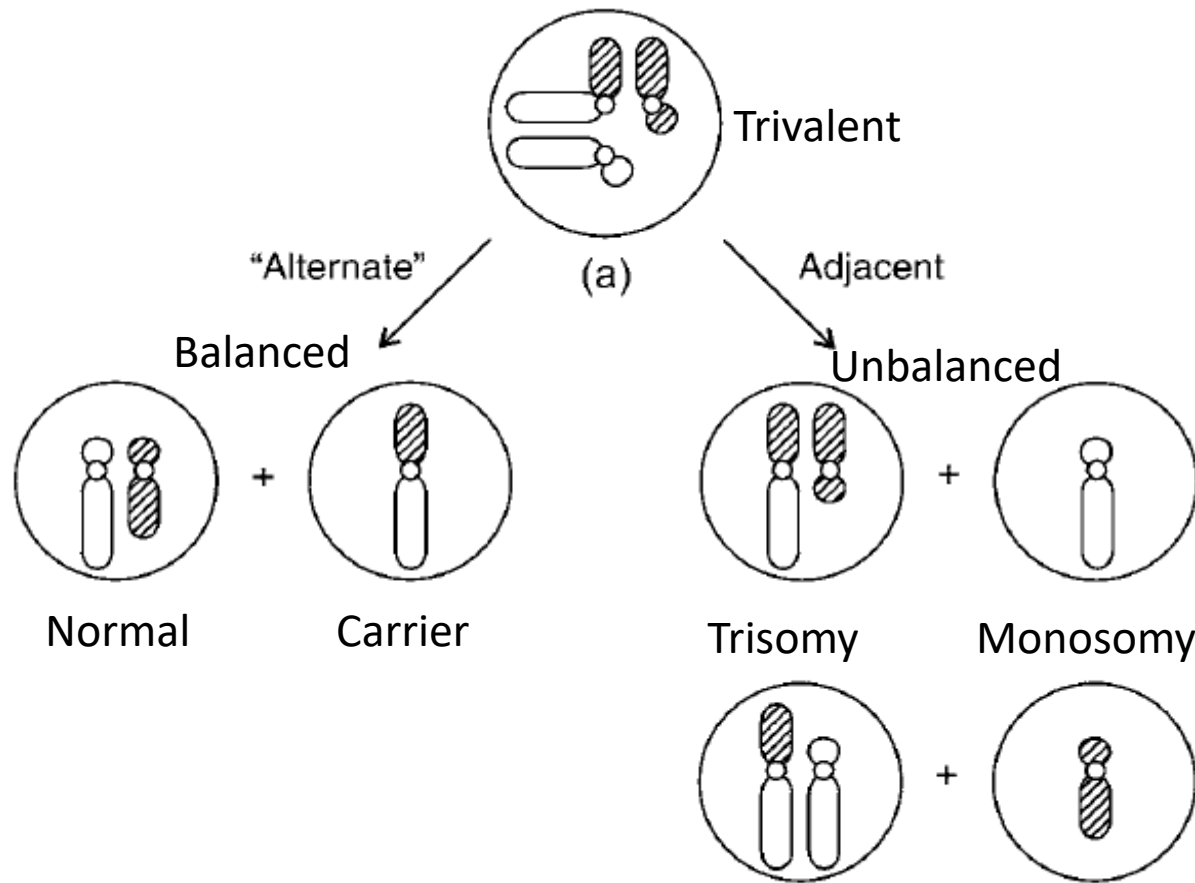 Trivalent
"Alternate"
(a)
Adjacent
Balanced
Unbalanced
+
+
Normal
Carrier
Trisomy
Monosomy
+